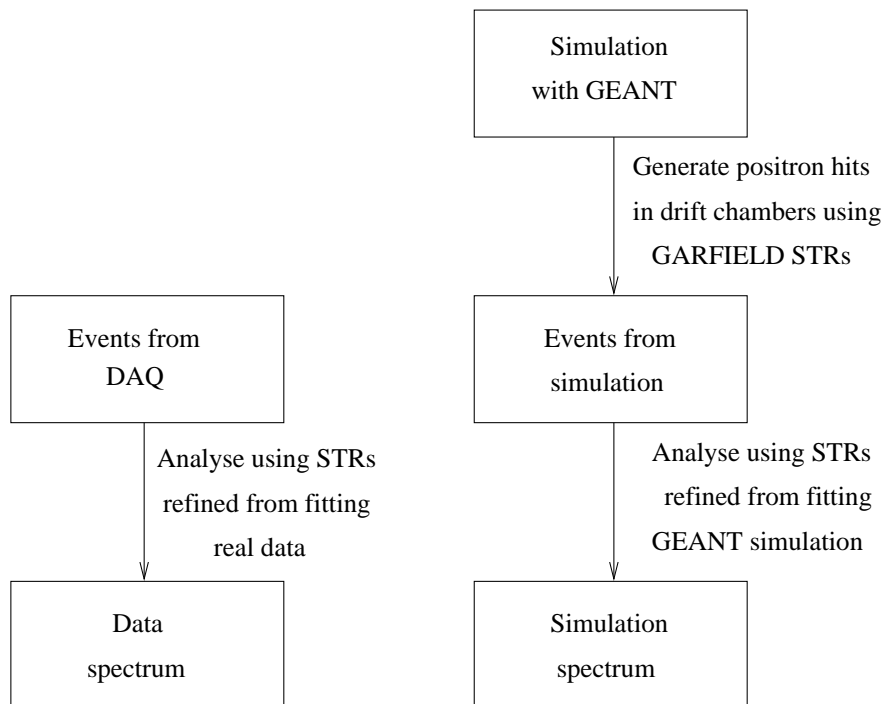 Simulation
with GEANT
Generate positron hits
in drift chambers using
GARFIELD STRs
Events from
DAQ
Events from
simulation
Analyse using STRs
refined from fitting
real data
Analyse using STRs
refined from fitting
GEANT simulation
Data
spectrum
Simulation
spectrum